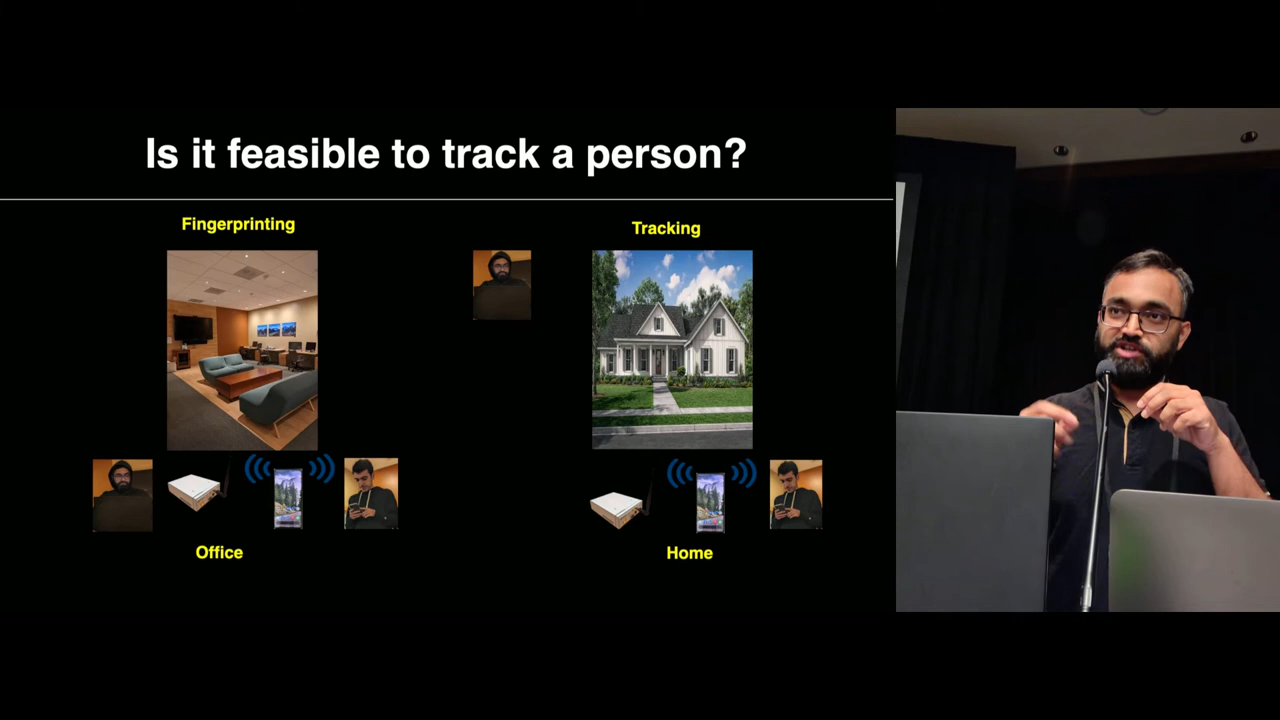 Is it feasible to track a person?
Fingerprinting
Tracking
Office
Home